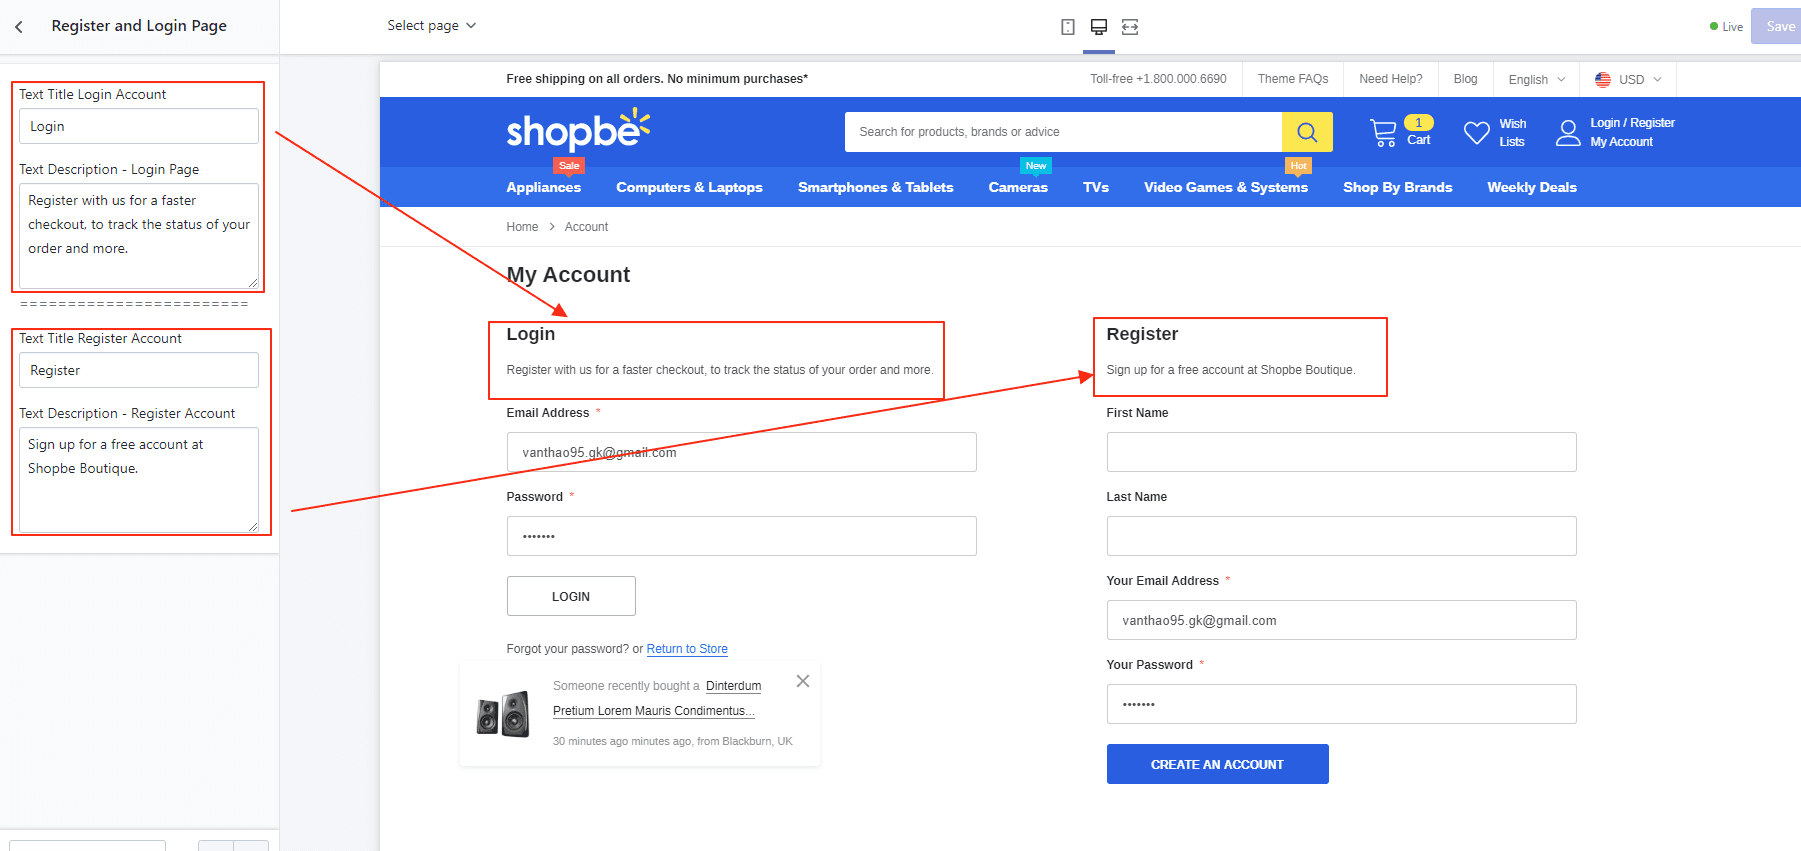 Register and Login Page
Select page
Live
Save
Text Title Login Account
Login
Text Description - Login Page
Register with us for a faster
checkout, to track the status of your
order and more.
========================
Text Title Register Account
Register
Text Description - Register Account
Sign up for a free account at
Shopbe Boutique.
Free shipping on all orders. No minimum purchases*
Toll-free +1.800.000.6690
Theme FAQs
Need Help?
Blog
English
USD
shopbe
Search for products, brands or advice
1
Cart
Wish
Lists
Login / Register
My Account
Sale
New
Hot
Appliances
Computers & Laptops
Smartphones & Tablets
Cameras
TVs
Video Games & Systems
Shop By Brands
Weekly Deals
Home > Account
My Account
Login
Register with us for a faster checkout, to track the status of your order and more.
Email Address *
vanthao95.gk@gmail.com
Password *
•••••••
LOGIN
Forgot your password? or Return to Store
Someone recently bought a Dinterdum
Pretium Lorem Mauris Condimentus...
30 minutes ago minutes ago, from Blackburn, UK
Register
Sign up for a free account at Shopbe Boutique.
First Name
Last Name
Your Email Address *
vanthao95.gk@gmail.com
Your Password *
•••••••
CREATE AN ACCOUNT